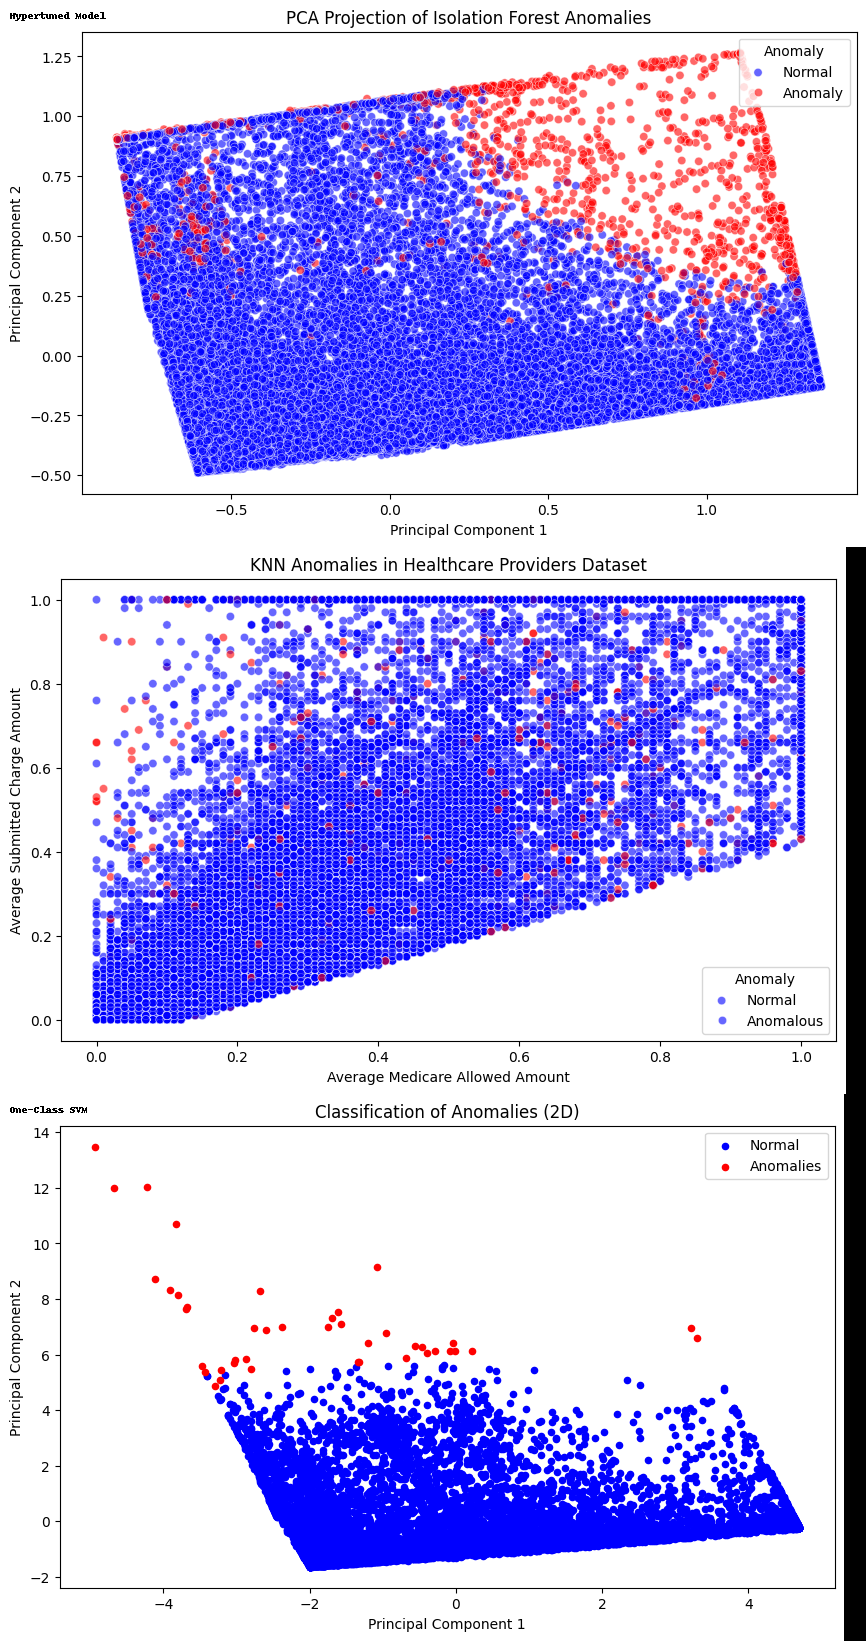 Hypertuned Model
PCA Projection of Isolation Forest Anomalies
Anomaly
Normal
Anomaly
1.25
1.00
0.75
0.50
0.25
0.00
−0.25
−0.50
Principal Component 2
−0.5
0.0
0.5
1.0
Principal Component 1
KNN Anomalies in Healthcare Providers Dataset
1.0
0.8
0.6
0.4
0.2
0.0
Average Submitted Charge Amount
Anomaly
Normal
Anomalous
0.0
0.2
0.4
0.6
0.8
1.0
Average Medicare Allowed Amount
One-Class SVM
Classification of Anomalies (2D)
Normal
Anomalies
14
12
10
8
6
4
2
0
−2
Principal Component 2
−4
−2
0
2
4
Principal Component 1